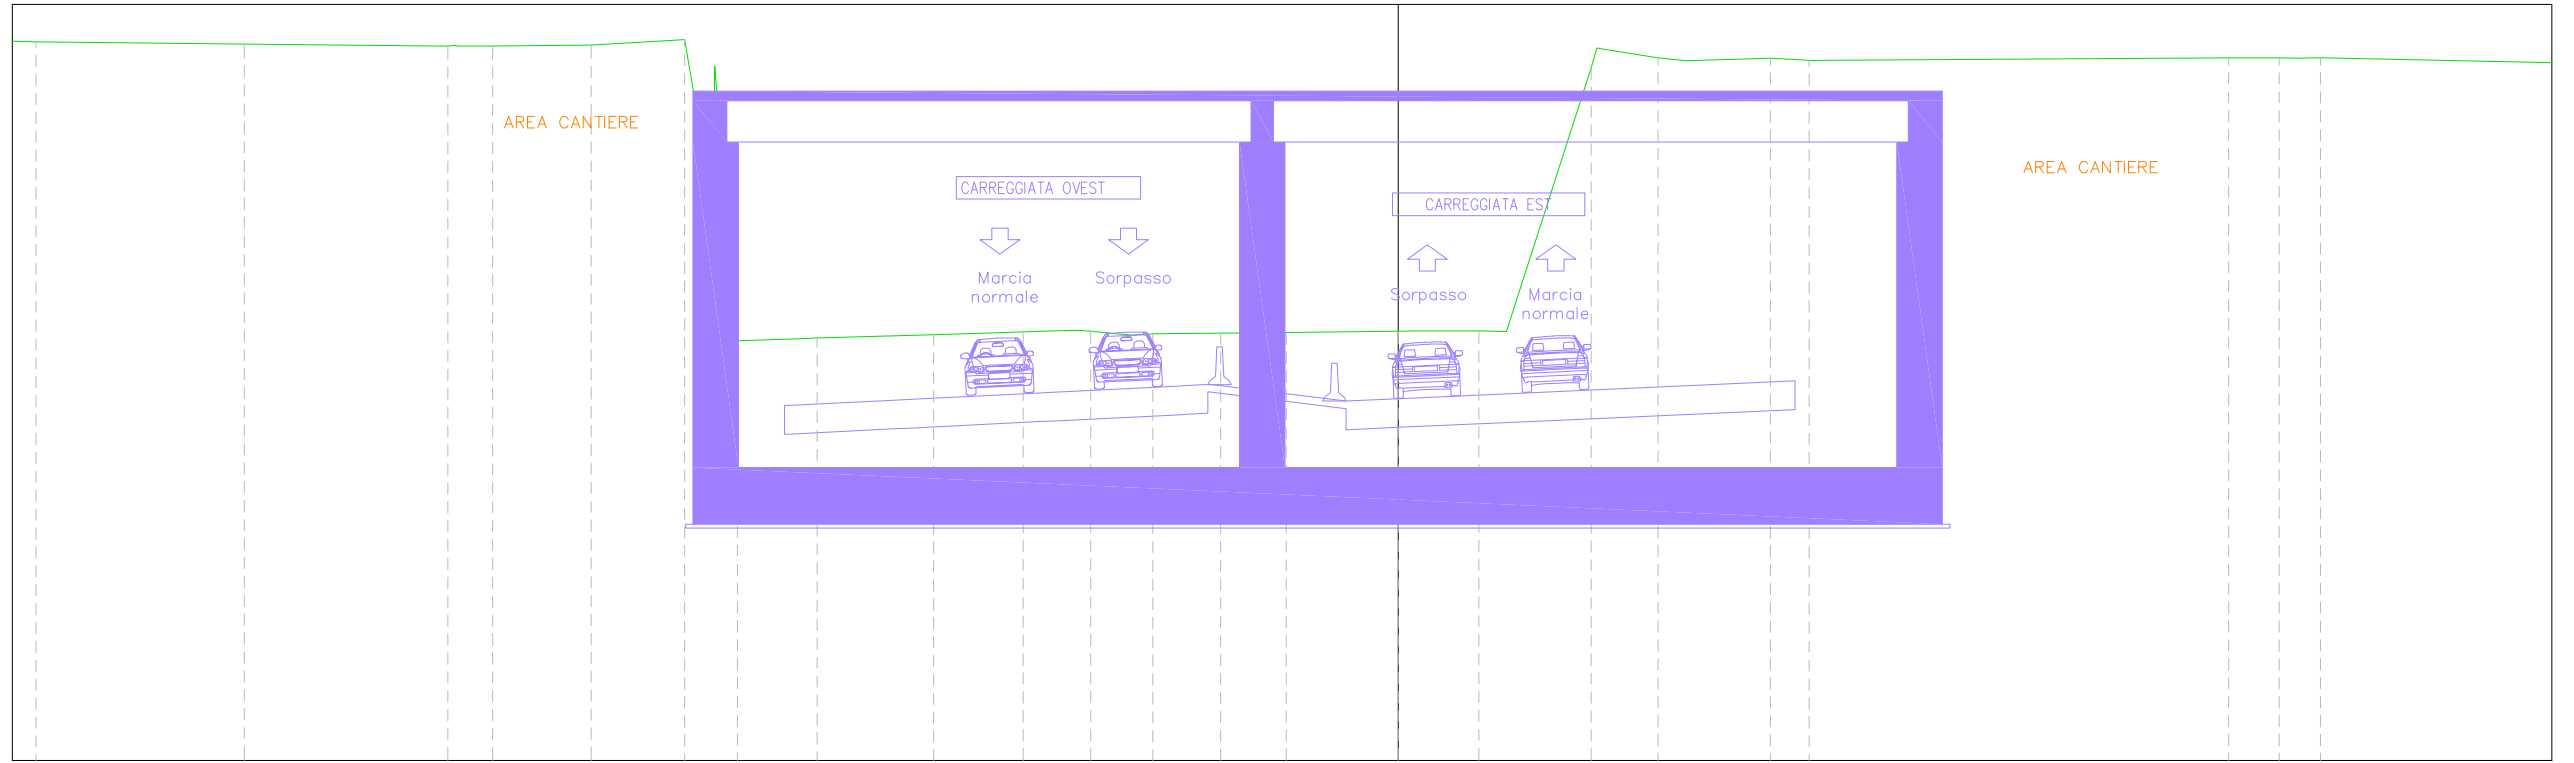 AREA CANTIERE
AREA CANTIERE
CARREGGIATA OVEST
CARREGGIATA EST
Marcia
normale
Sorpasso
Sorpasso
Marcia
normale